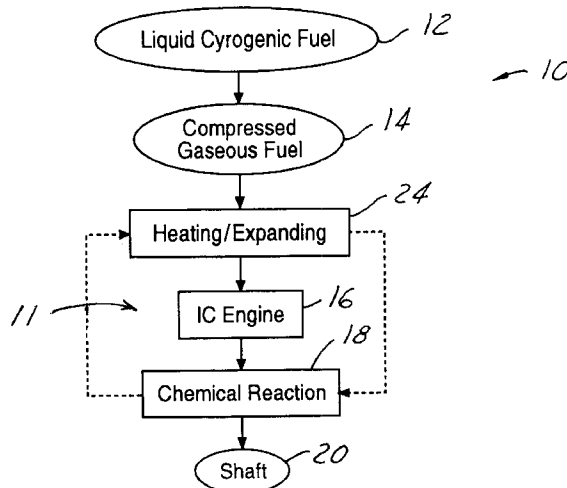 Liquid Cyrogenic Fuel
12
10
Compressed
Gaseous Fuel
14
24
Heating/Expanding
11
IC Engine
16
18
Chemical Reaction
Shaft
20